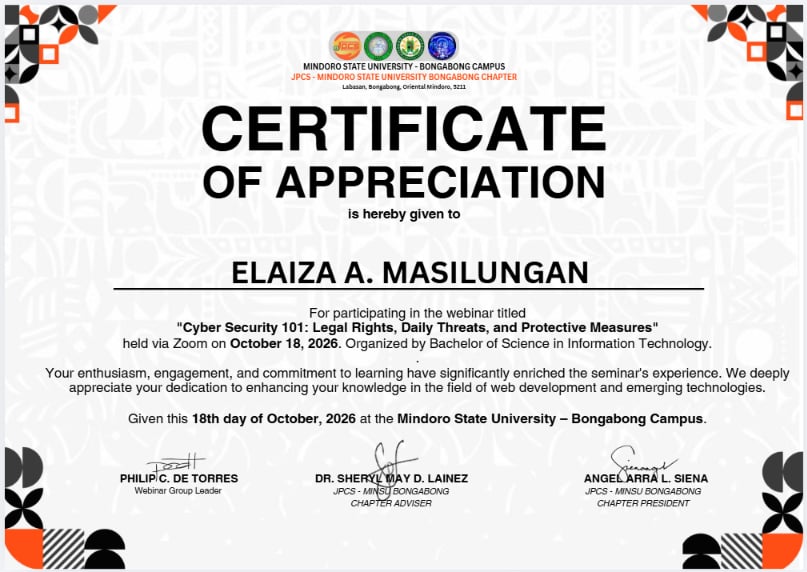 JPCS
MINDORO STATE UNIVERSITY - BONGABONG CAMPUS
JPCS - MINDORO STATE UNIVERSITY BONGABONG CHAPTER
Labasan, Bongabong, Oriental Mindoro, 5211
CERTIFICATE
OF APPRECIATION
is hereby given to
ELAIZA A. MASILUNGAN
For participating in the webinar titled
"Cyber Security 101: Legal Rights, Daily Threats, and Protective Measures"
held via Zoom on October 18, 2026. Organized by Bachelor of Science in Information Technology.
.
Your enthusiasm, engagement, and commitment to learning have significantly enriched the seminar's experience. We deeply
appreciate your dedication to enhancing your knowledge in the field of web development and emerging technologies.
Given this 18th day of October, 2026 at the Mindoro State University – Bongabong Campus.
PHILIP C. DE TORRES
Webinar Group Leader
DR. SHERYL MAY D. LAINEZ
JPCS - MINSU BONGABONG
CHAPTER ADVISER
ANGEL ARRA L. SIENA
JPCS - MINSU BONGABONG
CHAPTER PRESIDENT